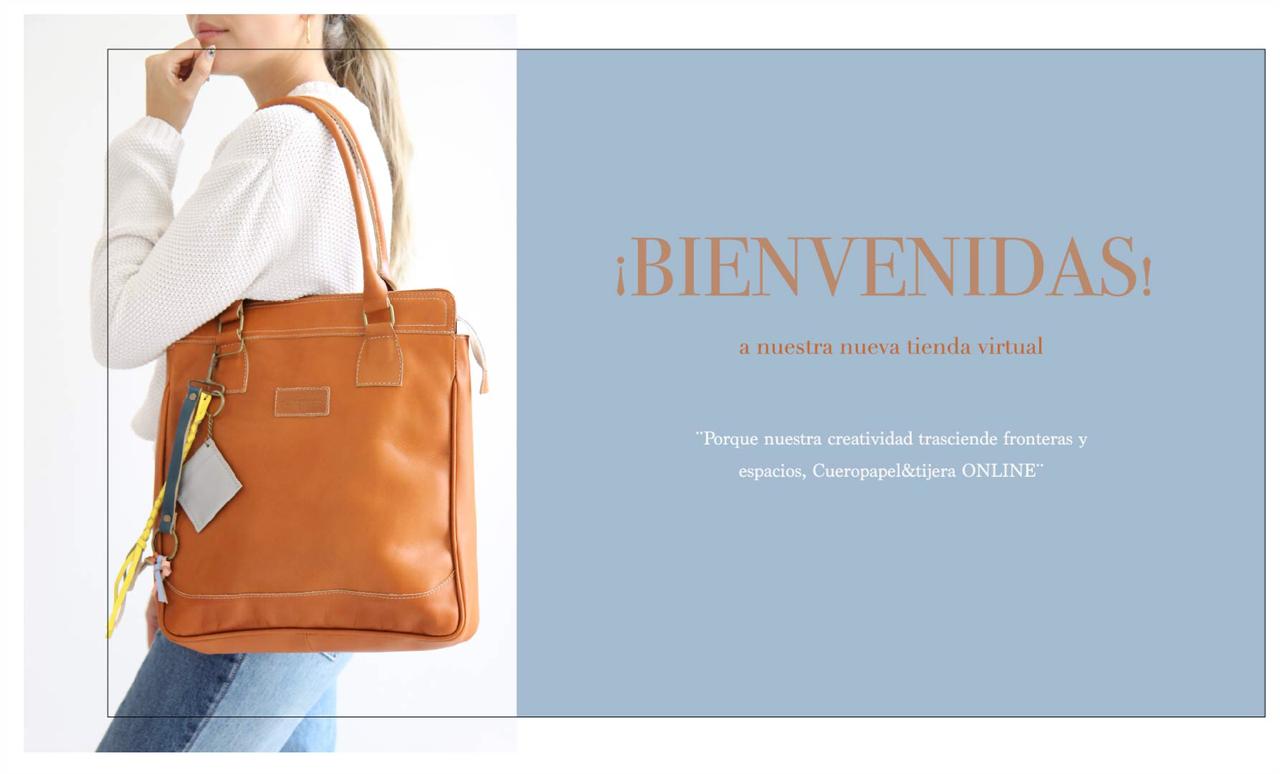 ¡BIENVENIDAS!
a nuestra nueva tienda virtual
¨Porque nuestra creatividad trasciende fronteras y
espacios, Cueropapel&tijera ONLINE¨